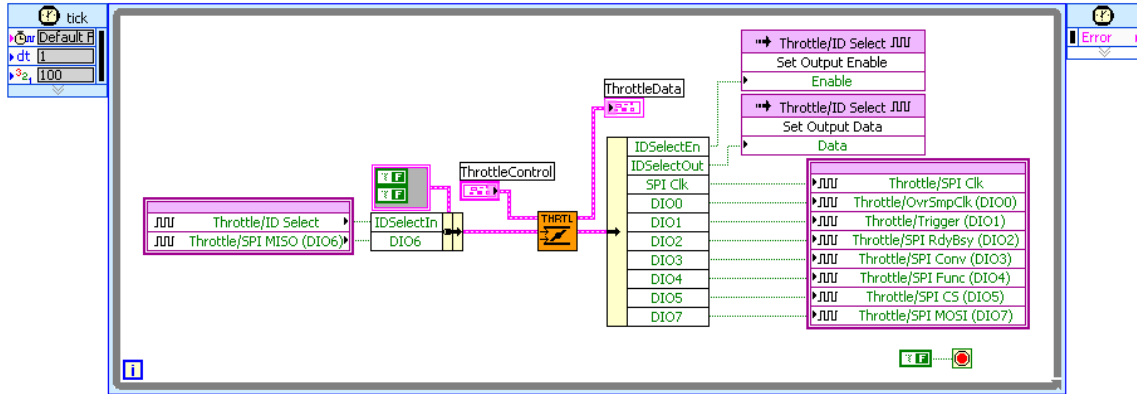 tick
Default F
dt 1
100
Error
Throttle/ID Select
Set Output Enable
Enable
ThrottleData
Throttle/ID Select
Set Output Data
Data
IDSelectEn
IDSelectOut
SPI Clk
DIO0
DIO1
DIO2
DIO3
DIO4
DIO5
DIO7
Throttle/SPI Clk
Throttle/OvrSmpClk (DIO0)
Throttle/Trigger (DIO1)
Throttle/SPI RdyBsy (DIO2)
Throttle/SPI Conv (DIO3)
Throttle/SPI Func (DIO4)
Throttle/SPI CS (DIO5)
Throttle/SPI MOSI (DIO7)
ThrottleControl
THRTL
F
F
Throttle/ID Select
Throttle/SPI MISO (DIO6)
IDSelectIn
DIO6
F
i